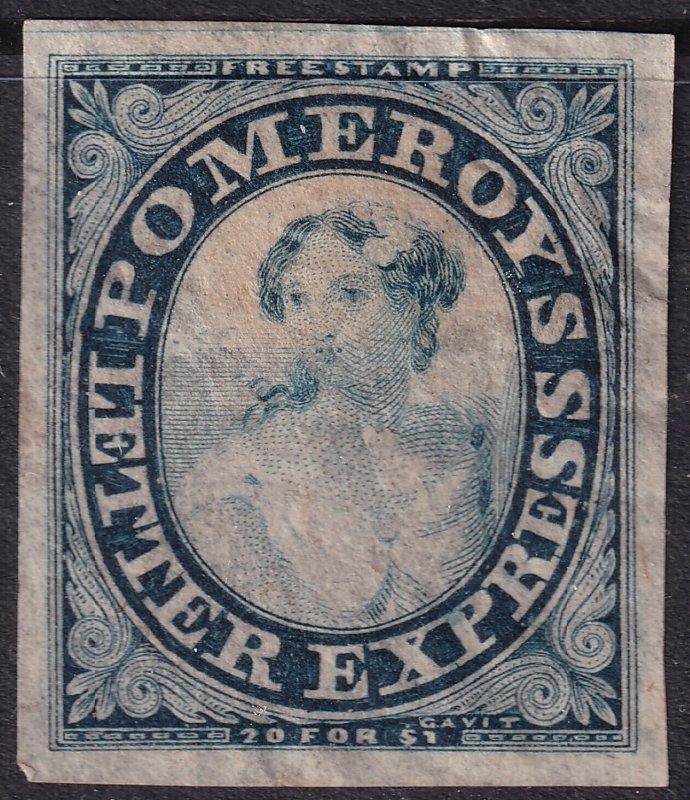 FREE STAMP
POMEROYS
LETTER EXPRESS
GAVIT
20 FOR $1